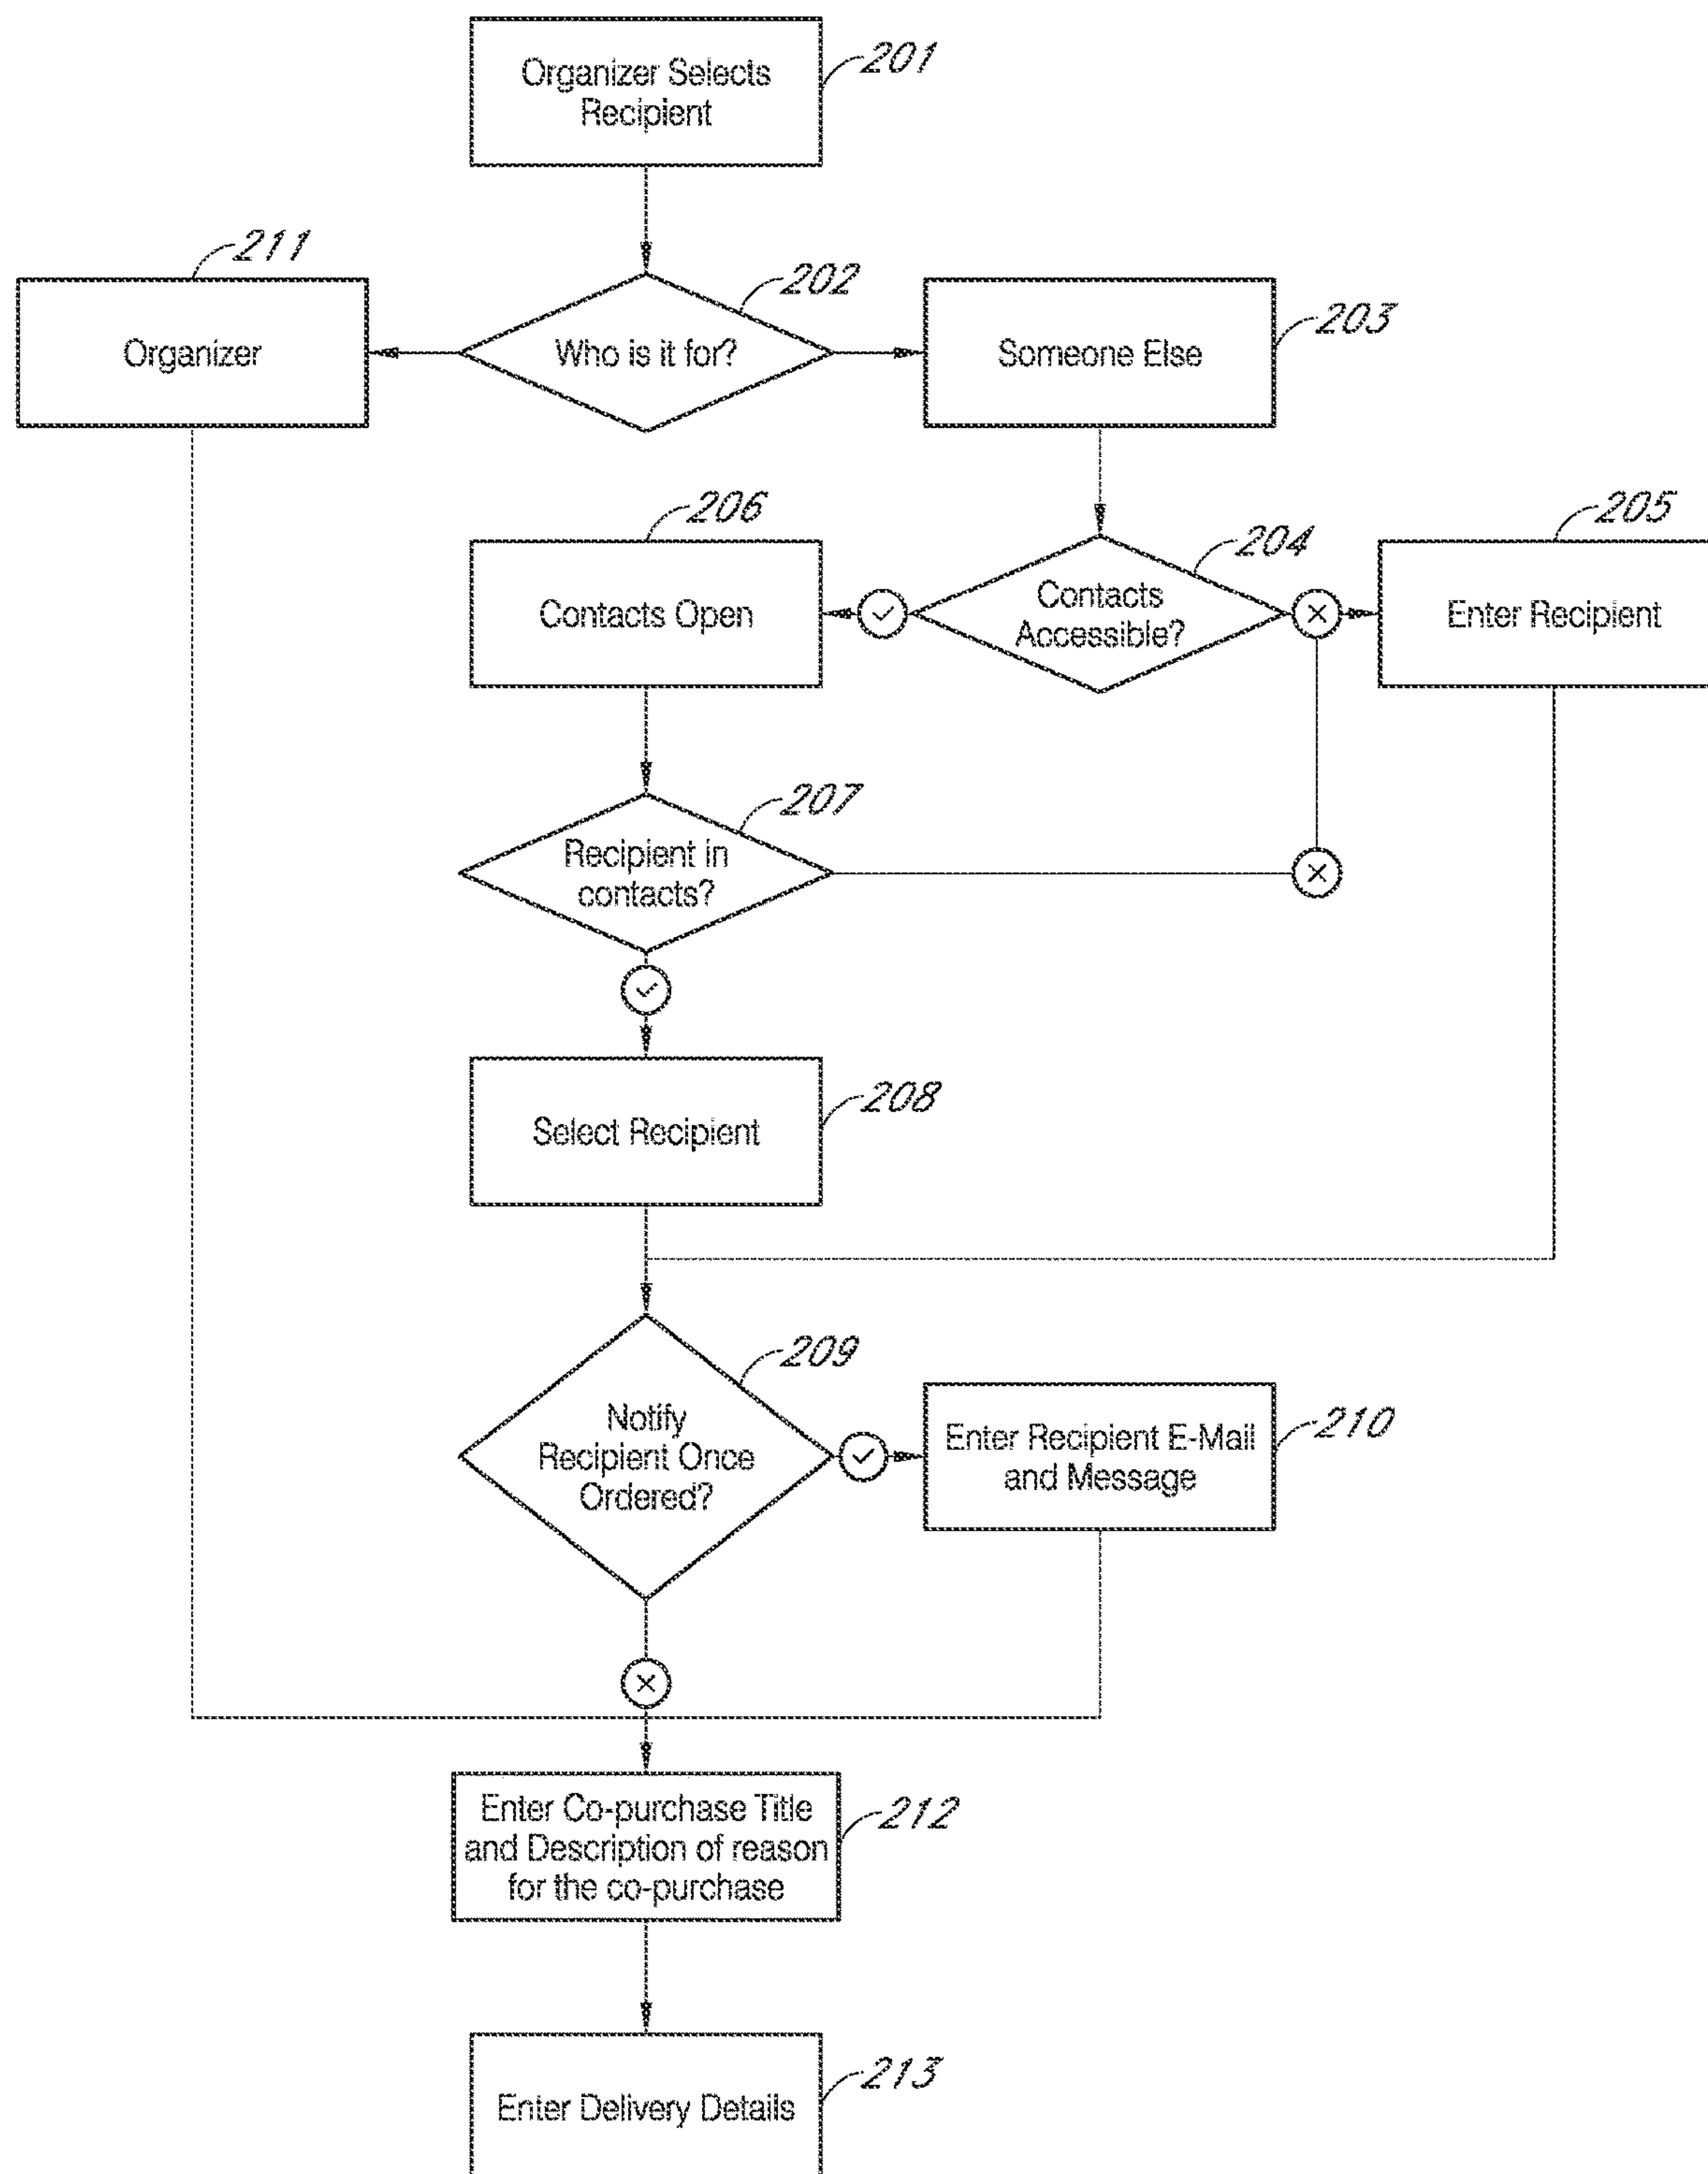 Organizer Selects
Recipient
201
211
202
Organizer
Who is it for?
Someone Else
203
206
204
205
Contacts Open
Contacts
Accessible?
Enter Recipient
207
Recipient in
contacts?
Select Recipient
208
209
Notify
Recipient Once
Ordered?
Enter Recipient E-Mail
and Message
210
Enter Co-purchase Title
and Description of reason
for the co-purchase
212
Enter Delivery Details
213